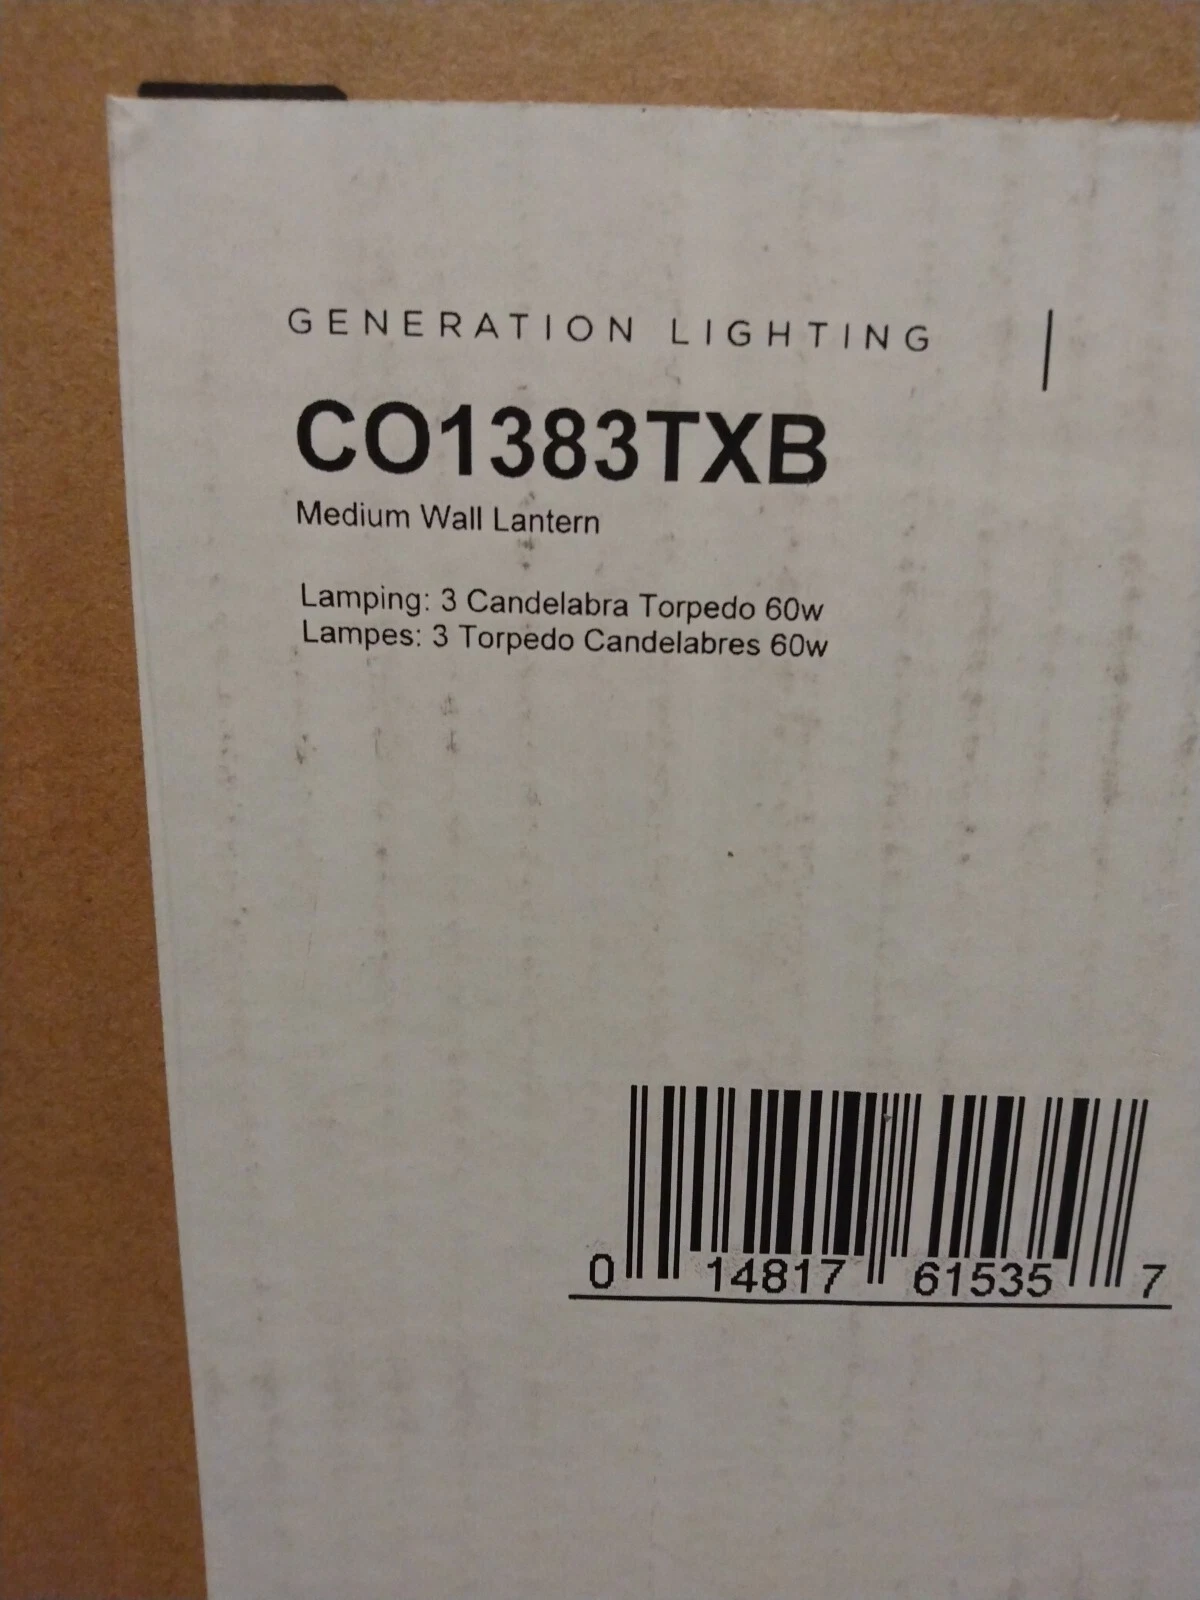 GENERATION LIGHTING
CO1383TXB
Medium Wall Lantern
Lamping: 3 Candelabra Torpedo 60w
Lampes: 3 Torpedo Candelabres 60w
0 14817 61535 7